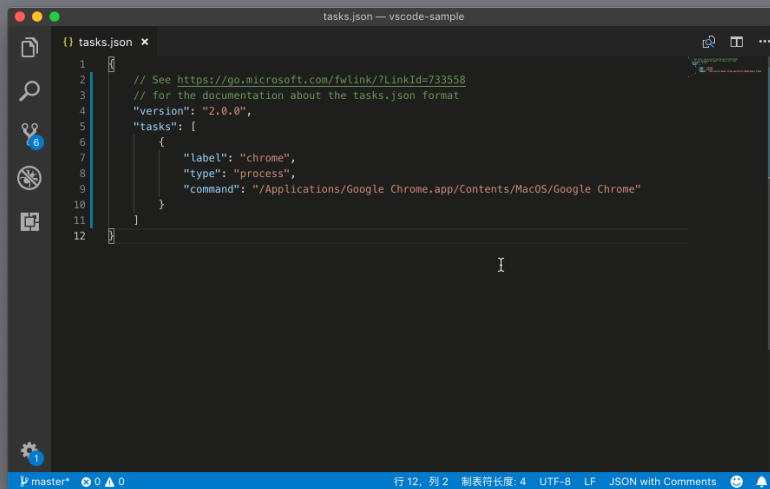 tasks.json — vscode-sample
{} tasks.json ×
1 {
2 // See https://go.microsoft.com/fwlink/?LinkId=733558
3 // for the documentation about the tasks.json format
4 "version": "2.0.0",
5 "tasks": [
6 {
7 "label": "chrome",
8 "type": "process",
9 "command": "/Applications/Google Chrome.app/Contents/MacOS/Google Chrome"
10 }
11 ]
12 }
6
1
master* 0 0 行 12，列 2 制表符长度: 4 UTF-8 LF JSON with Comments